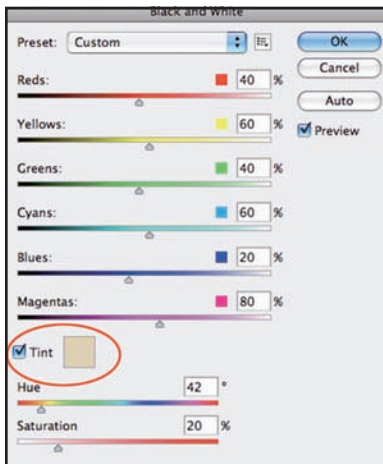 Black and White
Preset: Custom
OK
Cancel
Auto
Preview
Reds: 40 %
Yellows: 60 %
Greens: 40 %
Cyans: 60 %
Blues: 20 %
Magentas: 80 %
Tint
Hue 42 °
Saturation 20 %